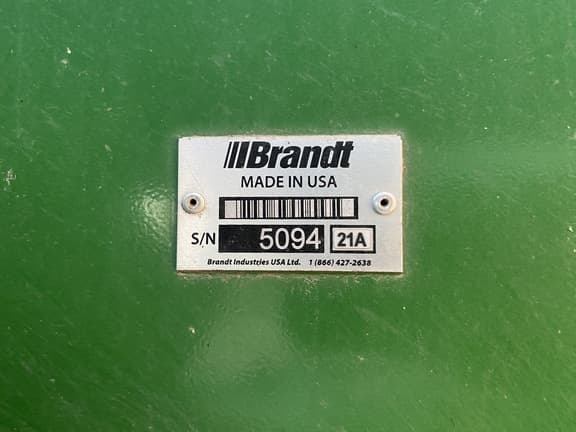 Brandt
MADE IN USA
S/N 5094 21A
Brandt Industries USA Ltd. 1 (866) 427-2638